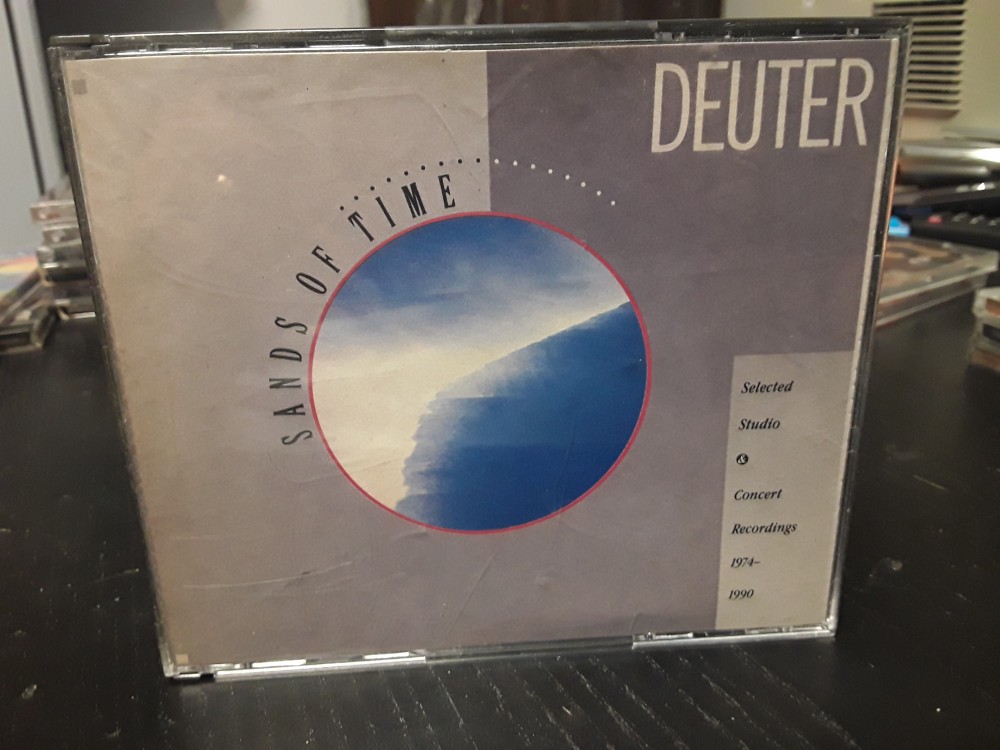 DEUTER
SANDS OF TIME
Selected
Studio
&
Concert
Recordings
1974–
1990